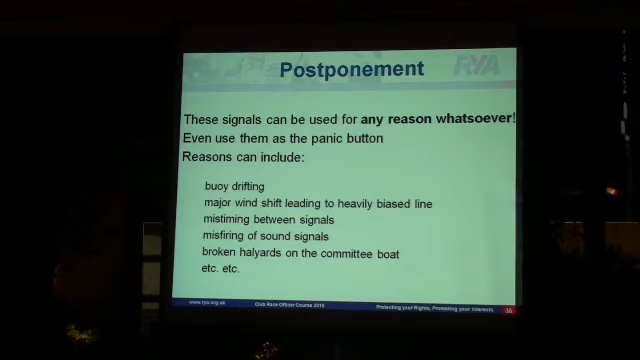 Postponement
RYA
These signals can be used for any reason whatsoever!
Even use them as the panic button
Reasons can include:
buoy drifting
major wind shift leading to heavily biased line
mistiming between signals
misfiring of sound signals
broken halyards on the committee boat
etc. etc.
www.rya.org.uk Club Race Officer Course 2010 Protecting your Rights, Promoting your Interests 36